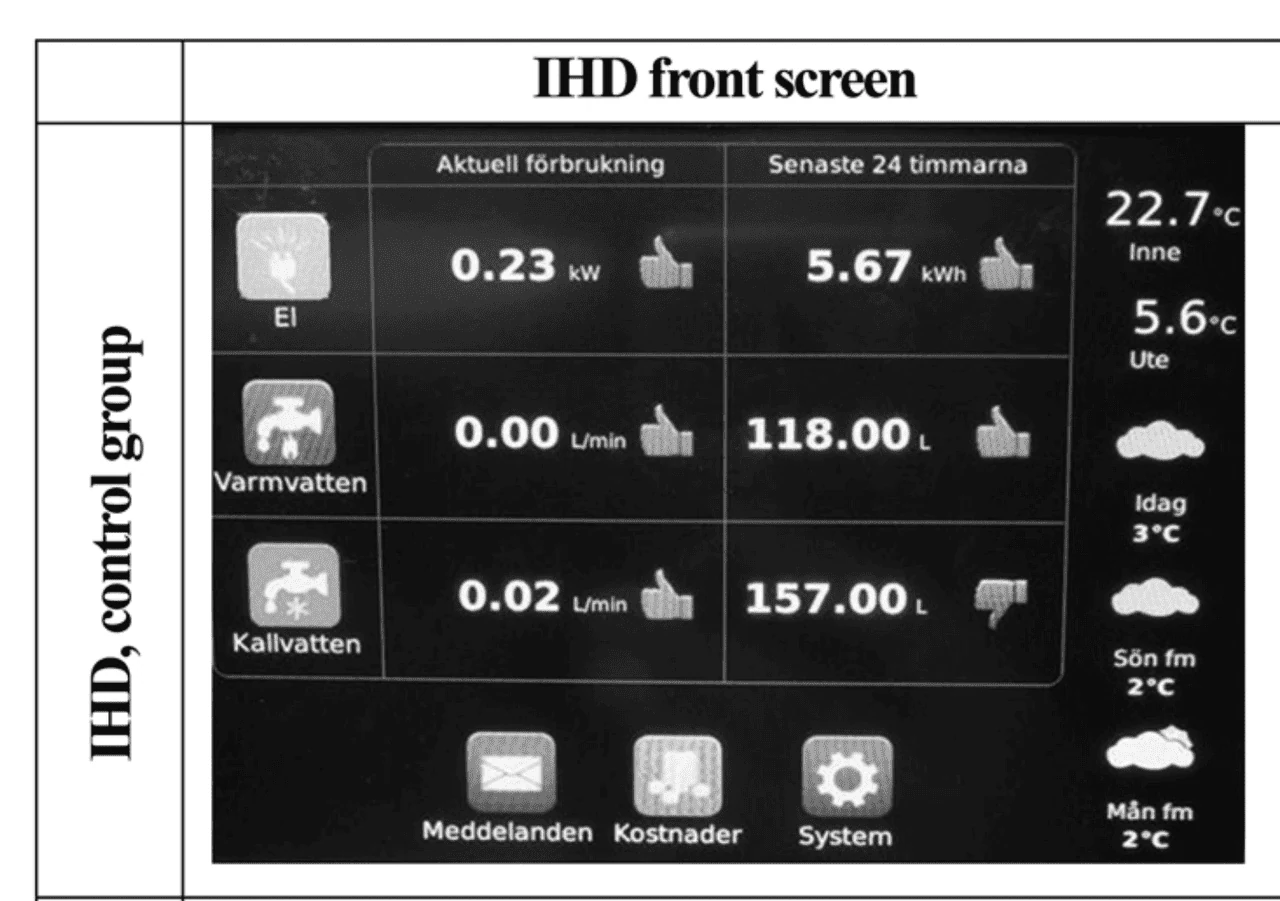 IHD front screen
IHD, control group
Aktuell förbrukning
Senaste 24 timmarna
El
0.23 kW
5.67 kWh
Varmvatten
0.00 L/min
118.00 L
Kallvatten
0.02 L/min
157.00 L
22.7°C
Inne
5.6°C
Ute
Idag
3°C
Sön fm
2°C
Mån fm
2°C
Meddelanden
Kostnader
System